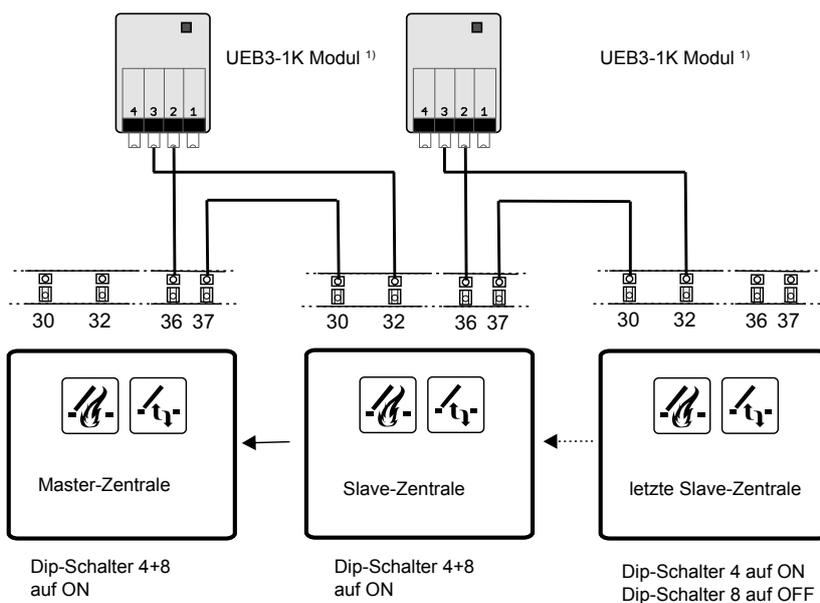 UEB3-1K Modul 1)
UEB3-1K Modul 1)
4 3 2 1
4 3 2 1
30 32 36 37
30 32 36 37
30 32 36 37
Master-Zentrale
Slave-Zentrale
letzte Slave-Zentrale
Dip-Schalter 4+8
auf ON
Dip-Schalter 4+8
auf ON
Dip-Schalter 4 auf ON
Dip-Schalter 8 auf OFF